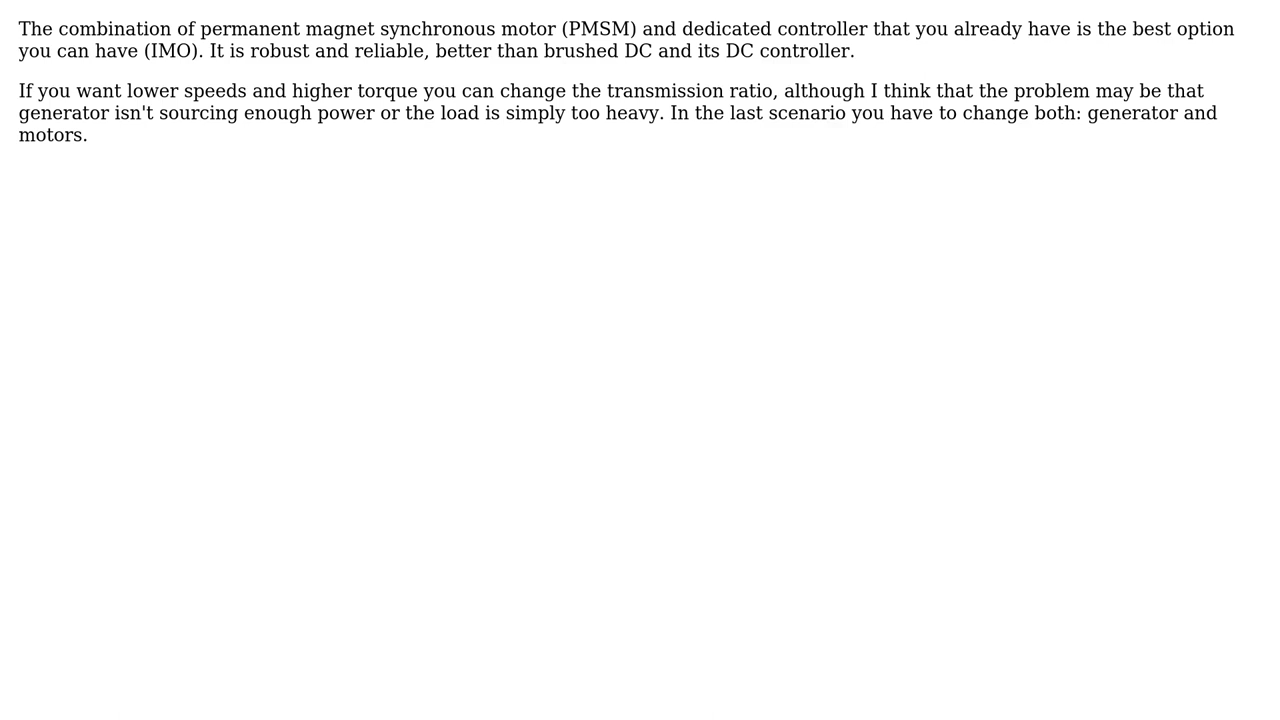 The combination of permanent magnet synchronous motor (PMSM) and dedicated controller that you already have is the best option
you can have (IMO). It is robust and reliable, better than brushed DC and its DC controller.
If you want lower speeds and higher torque you can change the transmission ratio, although I think that the problem may be that
generator isn't sourcing enough power or the load is simply too heavy. In the last scenario you have to change both: generator and
motors.